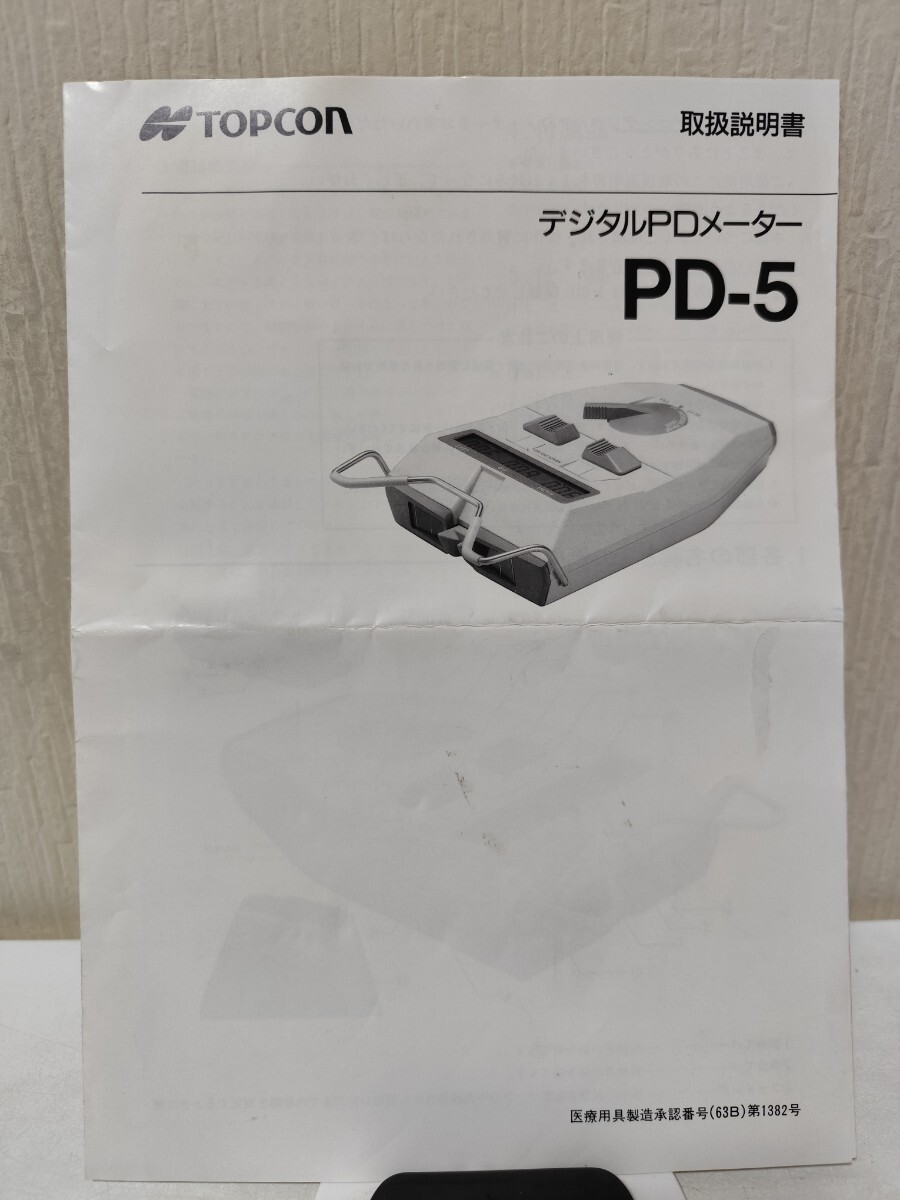 TOPCON
取扱説明書
デジタルPDメーター
PD-5
医療用具製造承認番号(63B)第1382号